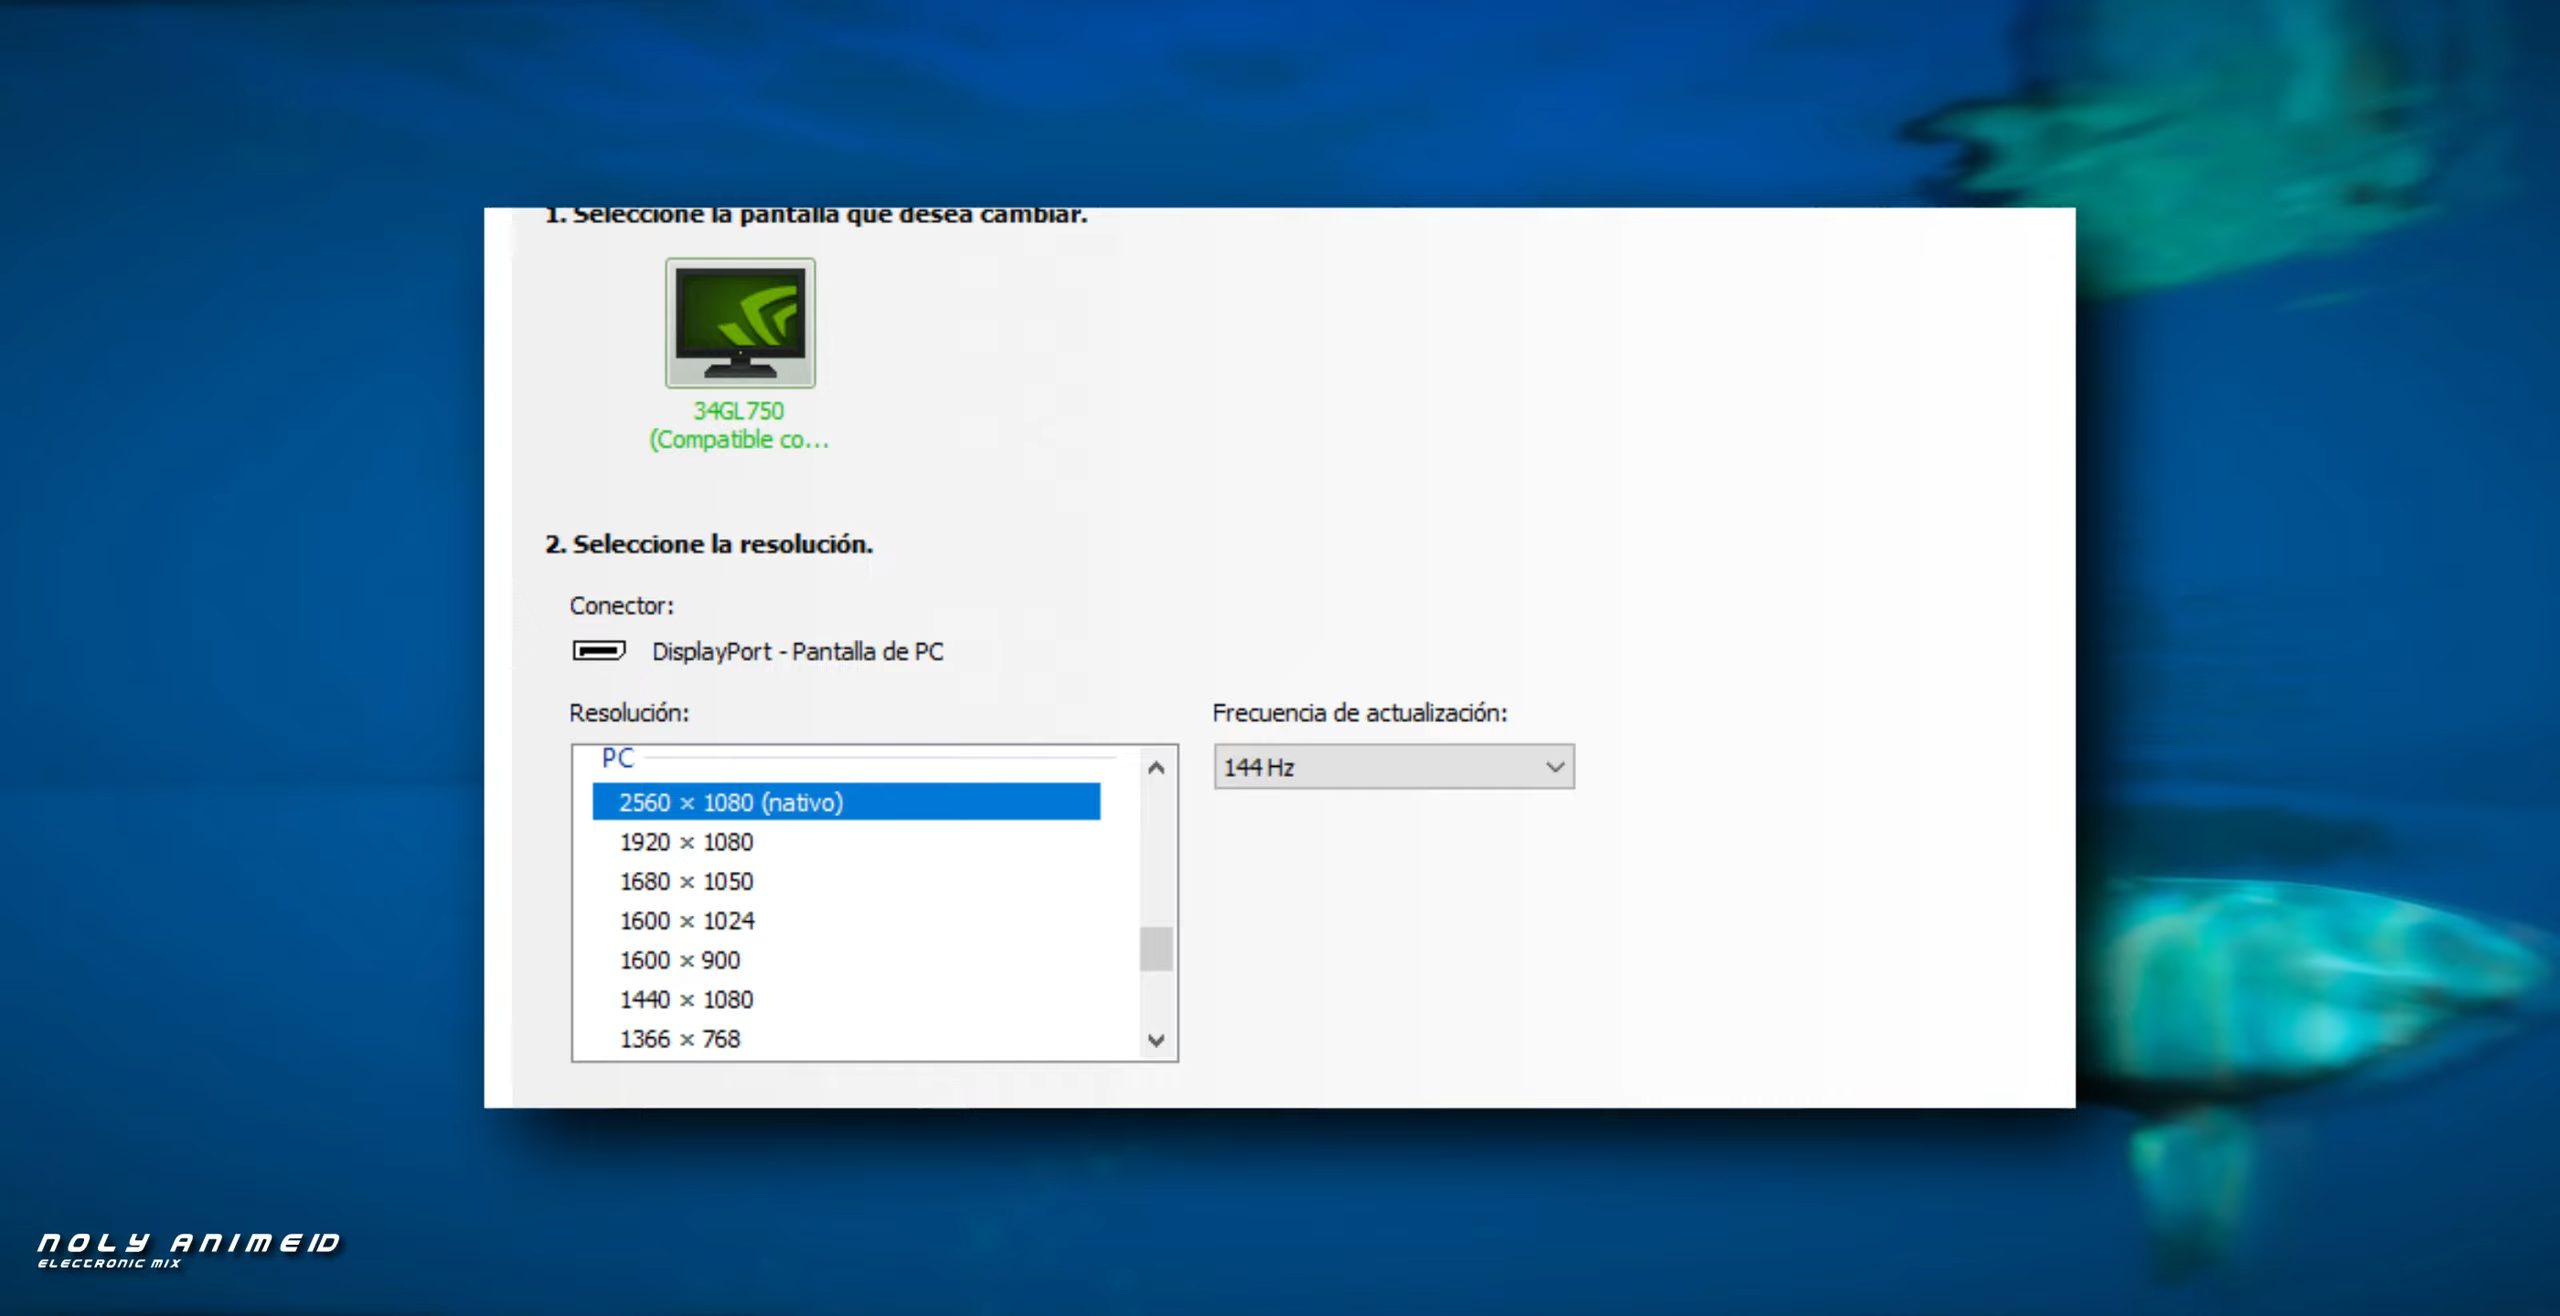 1. Seleccione la pantalla que desea cambiar.
34GL750
(Compatible co...
2. Seleccione la resolución.
Conector:
DisplayPort - Pantalla de PC
Resolución:
Frecuencia de actualización:
PC
144 Hz
2560 × 1080 (nativo)
1920 × 1080
1680 × 1050
1600 × 1024
1600 × 900
1440 × 1080
1366 × 768
NOLY ANIMEID
ELECTRONIC MIX